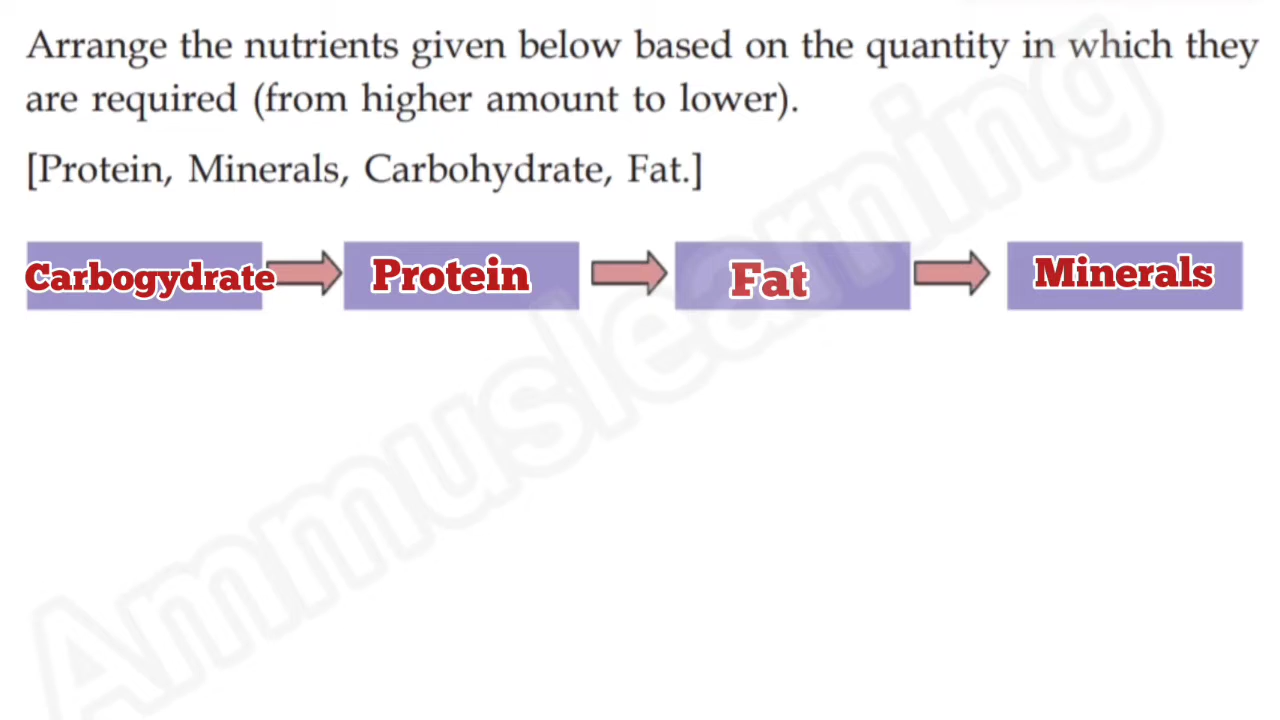 Arrange the nutrients given below based on the quantity in which they
are required (from higher amount to lower).
[Protein, Minerals, Carbohydrate, Fat.]
Carbogydrate Protein Fat Minerals
Ammuslearning